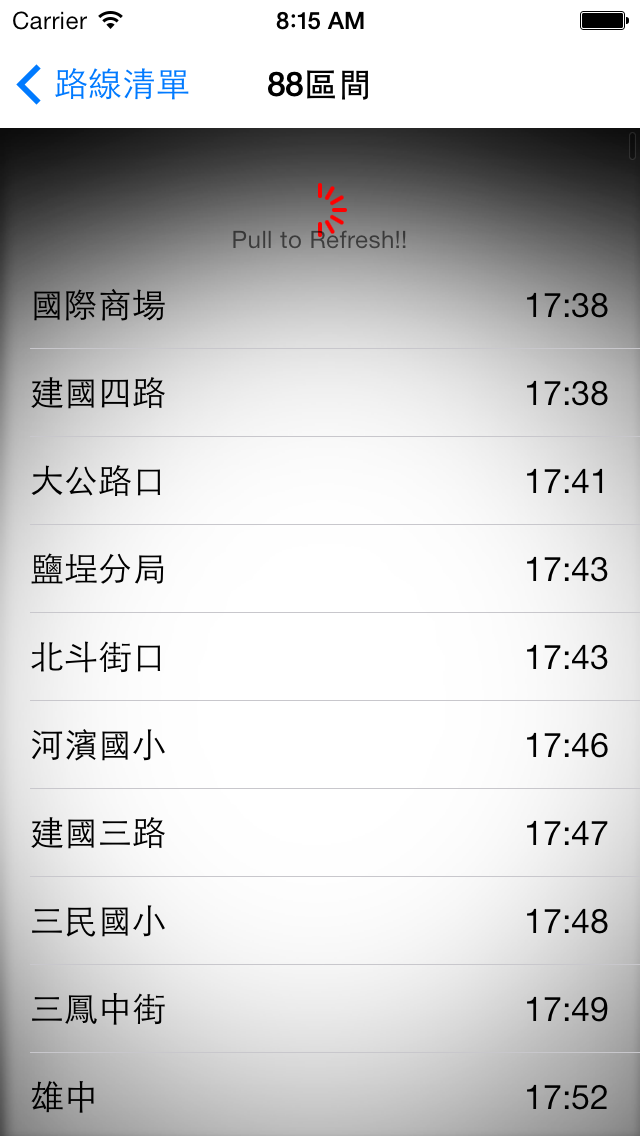 Carrier 8:15 AM
路線清單 88區間
Pull to Refresh!!
國際商場 17:38
建國四路 17:38
大公路口 17:41
鹽埕分局 17:43
北斗街口 17:43
河濱國小 17:46
建國三路 17:47
三民國小 17:48
三鳳中街 17:49
雄中 17:52